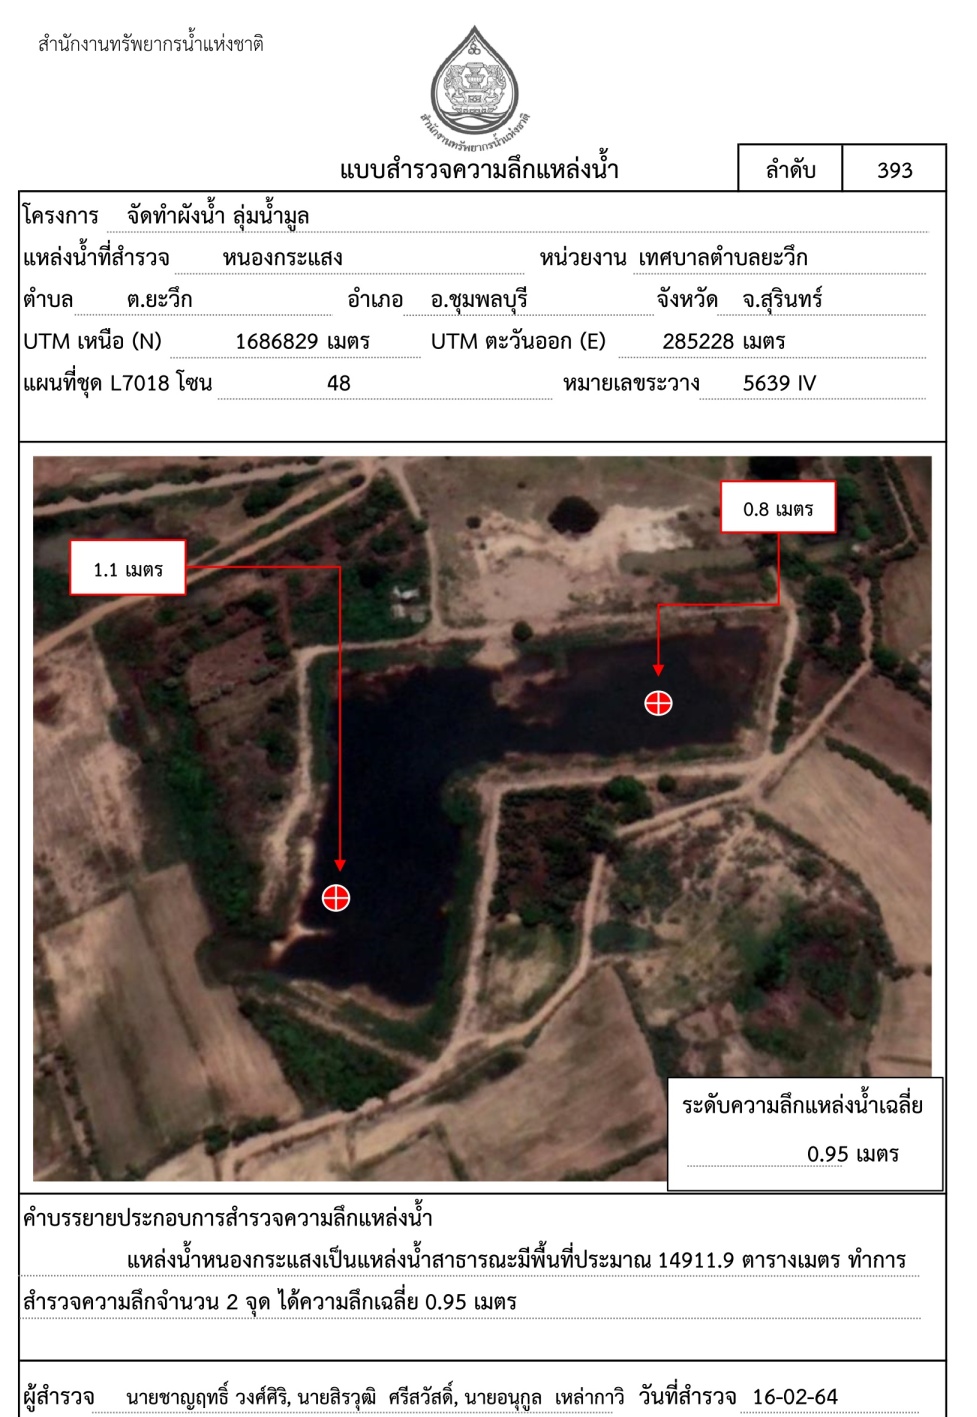 สำนักงานทรัพยากรน้ำแห่งชาติ
สำนักงานทรัพยากรน้ำแห่งชาติ
แบบสำรวจความลึกแหล่งน้ำ ลำดับ 393
โครงการ จัดทำผังน้ำ ลุ่มน้ำมูล
แหล่งน้ำที่สำรวจ หนองกระแสง หน่วยงาน เทศบาลตำบลยะวึก
ตำบล ต.ยะวึก อำเภอ อ.ชุมพลบุรี จังหวัด จ.สุรินทร์
UTM เหนือ (N) 1686829 เมตร UTM ตะวันออก (E) 285228 เมตร
แผนที่ชุด L7018 โซน 48 หมายเลขระวาง 5639 IV
0.8 เมตร
1.1 เมตร
ระดับความลึกแหล่งน้ำเฉลี่ย
0.95 เมตร
คำบรรยายประกอบการสำรวจความลึกแหล่งน้ำ
แหล่งน้ำหนองกระแสงเป็นแหล่งน้ำสาธารณะมีพื้นที่ประมาณ 14911.9 ตารางเมตร ทำการ
สำรวจความลึกจำนวน 2 จุด ได้ความลึกเฉลี่ย 0.95 เมตร
ผู้สำรวจ นายชาญฤทธิ์ วงศ์ศิริ, นายสิรวุฒิ ศรีสวัสดิ์, นายอนุกูล เหล่ากาวิ วันที่สำรวจ 16-02-64